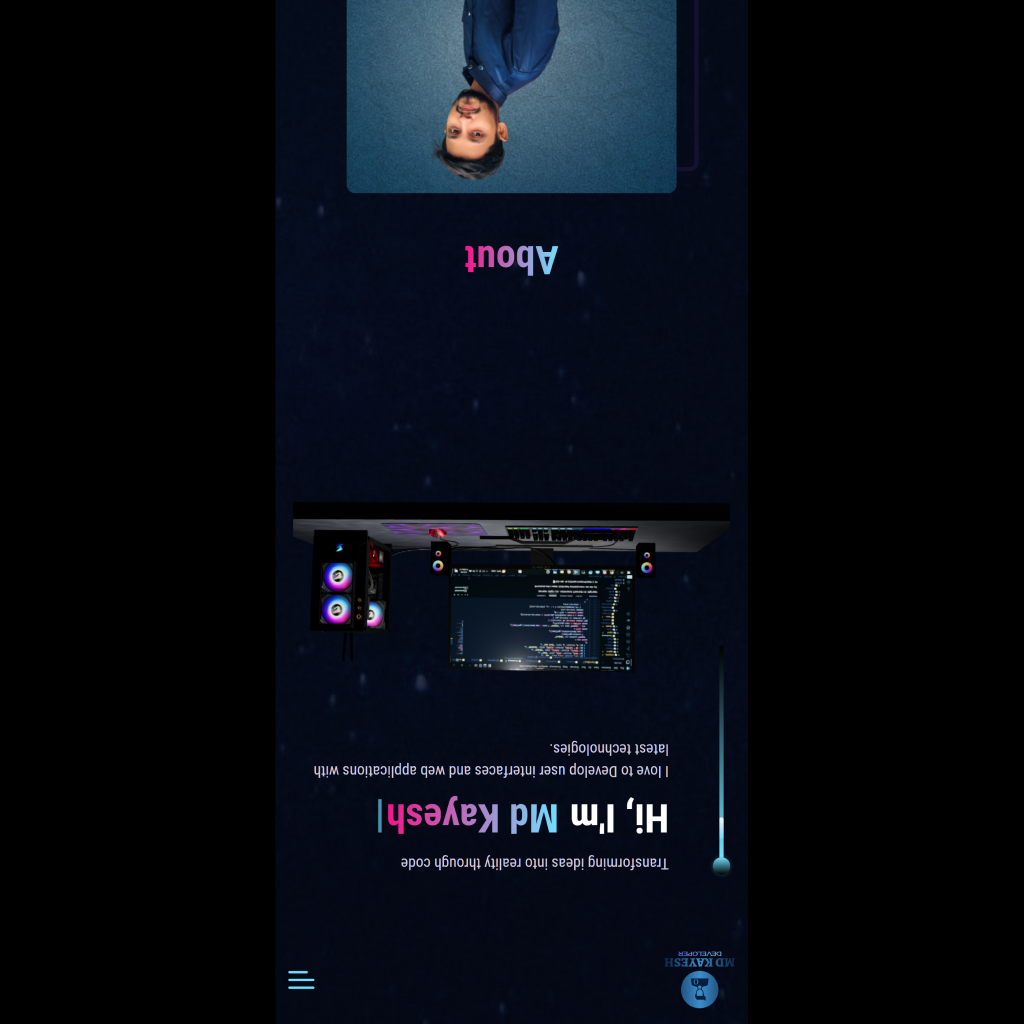 MD KAYESH
DEVELOPER
Transforming ideas into reality through code
Hi, I'm Md Kayesh
I love to Develop user interfaces and web applications with
latest technologies.
About